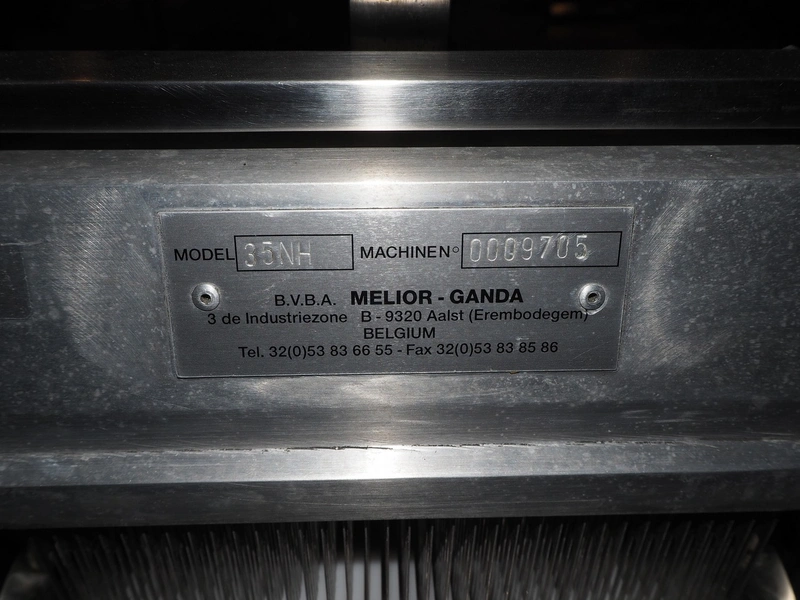 MODEL 35NH MACHINEN° 0009705
B.V.B.A. MELIOR - GANDA
3 de Industriezone B - 9320 Aalst (Erembodegem)
BELGIUM
Tel. 32(0)53 83 66 55 - Fax 32(0)53 83 85 86